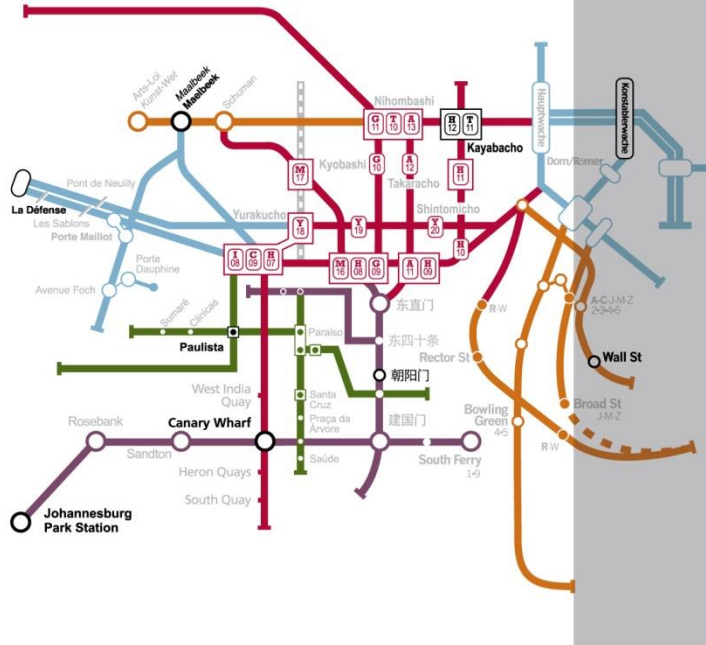 Arts-Loi
Kunst-Wet
Maalbeek
Maelbeek
Schuman
Nihombashi
G 11
T 10
A 13
H 12
T 11
Kayabacho
Hauptwache
Konstablerwache
Dom/Römer
M 17
Kyobashi
G 10
A 12
Takaracho
H 11
La Défense
Pont de Neuilly
Les Sablons
Porte Maillot
Yurakucho
Y 18
Y 19
Shintomicho
Y 20
H 10
I 08
C 09
H 07
M 16
H 08
G 09
A 11
H 09
Porte
Dauphine
Avenue Foch
东直门
Sumaré
Clinicas
Paulista
Paraiso
东四十条
R·W
A·C·J·M·Z
2·3·4·5
Rector St
Wall St
朝阳门
West India
Quay
Santa
Cruz
Praça da
Árvore
Saúde
Canary Wharf
建国门
Bowling
Green
4·5
Broad St
J·M·Z
R·W
Rosebank
Sandton
South Ferry
1·9
Heron Quays
South Quay
Johannesburg
Park Station